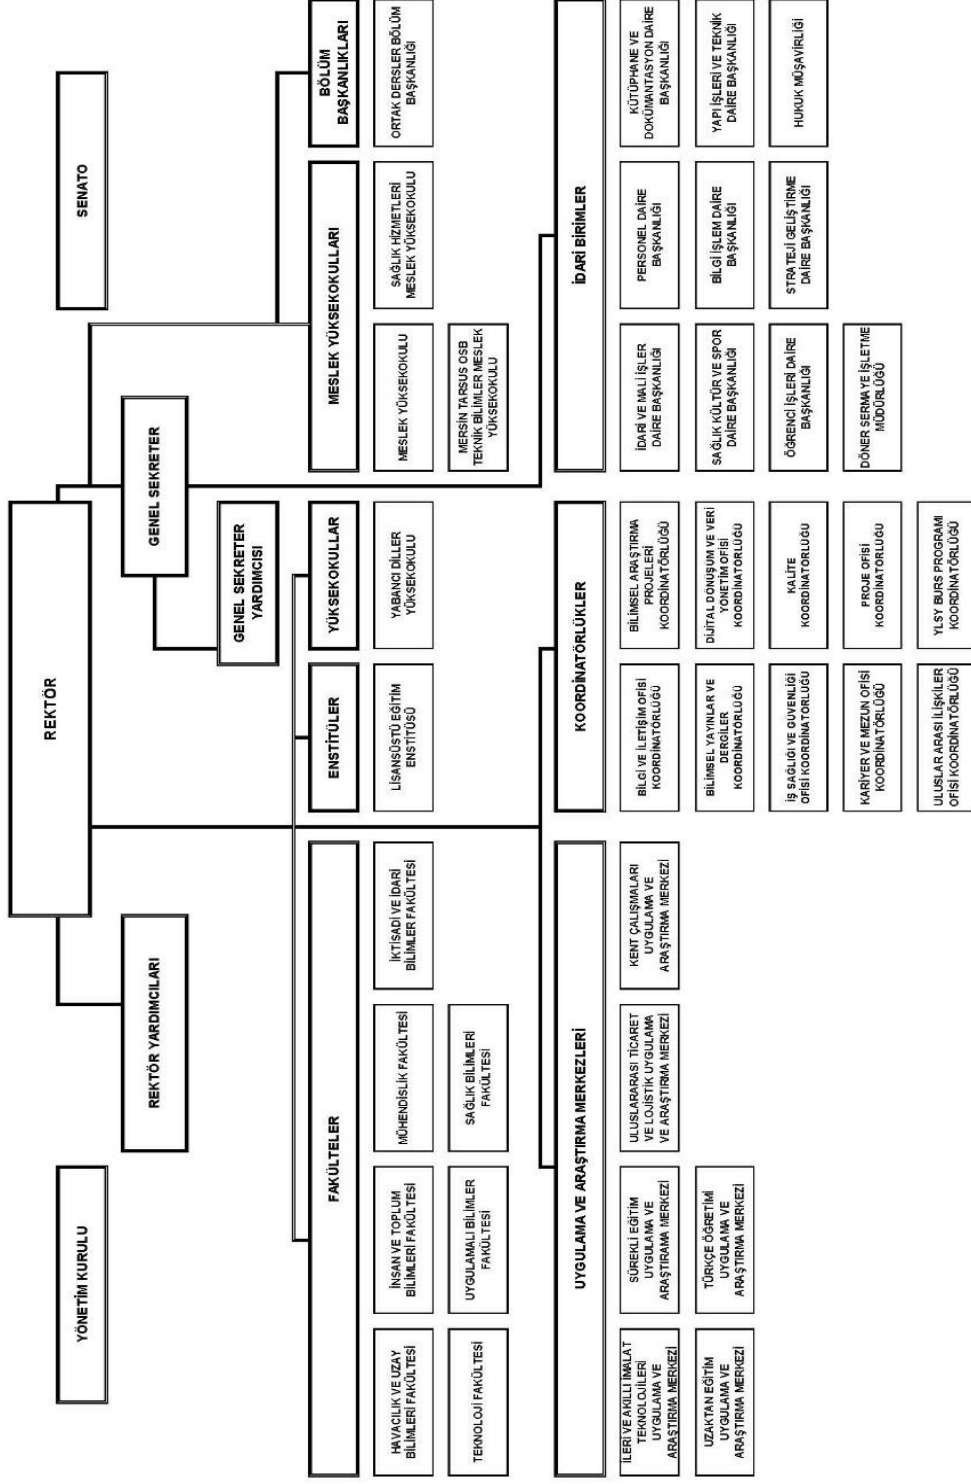 REKTÖR
YÖNETİM KURULU
SENATO
REKTÖR YARDIMCILARI
GENEL SEKRETER
GENEL SEKRETER
YARDIMCISI
FAKÜLTELER
HAVACILIK VE UZAY
BİLİMLERİ FAKÜLTESİ
İNSAN VE TOPLUM
BİLİMLERİ FAKÜLTESİ
MÜHENDİSLİK FAKÜLTESİ
İKTİSADİ VE İDARİ
BİLİMLER FAKÜLTESİ
TEKNOLOJİ FAKÜLTESİ
UYGULAMALI BİLİMLER
FAKÜLTESİ
SAĞLIK BİLİMLERİ
FAKÜLTESİ
ENSTİTÜLER
LİSANSÜSTÜ EĞİTİM
ENSTİTÜSÜ
YÜKSEKOKULLAR
YABANCI DİLLER
YÜKSEKOKULU
MESLEK YÜKSEKOKULLARI
MESLEK YÜKSEKOKULU
SAĞLIK HİZMETLERİ
MESLEK YÜKSEKOKULU
MERSİN TARSUS OSB
TEKNİK BİLİMLER MESLEK
YÜKSEKOKULU
BÖLÜM
BAŞKANLIKLARI
ORTAK DERSLER BÖLÜM
BAŞKANLIĞI
UYGULAMA VE ARAŞTIRMA MERKEZLERİ
İLERİ VE AKILLI İMALAT
TEKNOLOJİLERİ
UYGULAMA VE
ARAŞTIRMA MERKEZİ
SÜREKLİ EĞİTİM
UYGULAMA VE
ARAŞTIRAMA MERKEZİ
ULUSLARARASI TİCARET
VE LOJİSTİK UYGULAMA
VE ARAŞTIRMA MERKEZİ
KENT ÇALIŞMALARI
UYGULAMA VE
ARAŞTIRMA MERKEZİ
UZAKTAN EĞİTİM
UYGULAMA VE
ARAŞTIRMA MERKEZİ
TÜRKÇE ÖĞRETİMİ
UYGULAMA VE
ARAŞTIRMA MERKEZİ
KOORDİNATÖRLÜKLER
BİLGİ VE İLETİŞİM OFİSİ
KOORDİNATÖRLÜĞÜ
BİLİMSEL ARAŞTIRMA
PROJELERİ
KOORDİNATÖRLÜĞÜ
BİLİMSEL YAYINLAR VE
DERGİLER
KOORDİNATÖRLÜĞÜ
DİJİTAL DÖNÜŞÜM VE VERİ
YÖNETİM OFİSİ
KOORDİNATÖRLÜĞÜ
İŞ SAĞLIĞI VE GÜVENLİĞİ
OFİSİ KOORDİNATÖRLÜĞÜ
KALİTE
KOORDİNATÖRLÜĞÜ
KARİYER VE MEZUN OFİSİ
KOORDİNATÖRLÜĞÜ
PROJE OFİSİ
KOORDİNATÖRLÜĞÜ
ULUSLAR ARASI İLİŞKİLER
OFİSİ KOORDİNATÖRLÜĞÜ
YLSY BURS PROGRAMI
KOORDİNATÖRLÜĞÜ
İDARİ BİRİMLER
İDARİ VE MALİ İŞLER
DAİRE BAŞKANLIĞI
PERSONEL DAİRE
BAŞKANLIĞI
KÜTÜPHANE VE
DOKÜMANTASYON DAİRE
BAŞKANLIĞI
SAĞLIK KÜLTÜR VE SPOR
DAİRE BAŞKANLIĞI
BİLGİ İŞLEM DAİRE
BAŞKANLIĞI
YAPI İŞLERİ VE TEKNİK
DAİRE BAŞKANLIĞI
ÖĞRENCİ İŞLERİ DAİRE
BAŞKANLIĞI
STRATEJİ GELİŞTİRME
DAİRE BAŞKANLIĞI
HUKUK MÜŞAVİRLİĞİ
DÖNER SERMAYE İŞLETME
MÜDÜRLÜĞÜ